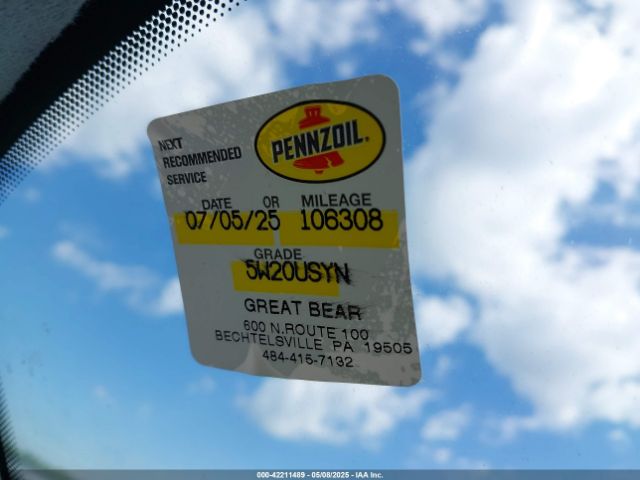 PENNZOIL®
NEXT
RECOMMENDED
SERVICE
DATE OR MILEAGE
07/05/25 106308
GRADE
5W20USYN
GREAT BEAR
600 N.ROUTE 100
BECHTELSVILLE PA 19505
484-415-7132
000-42211489 - 05/08/2025 - IAA Inc.